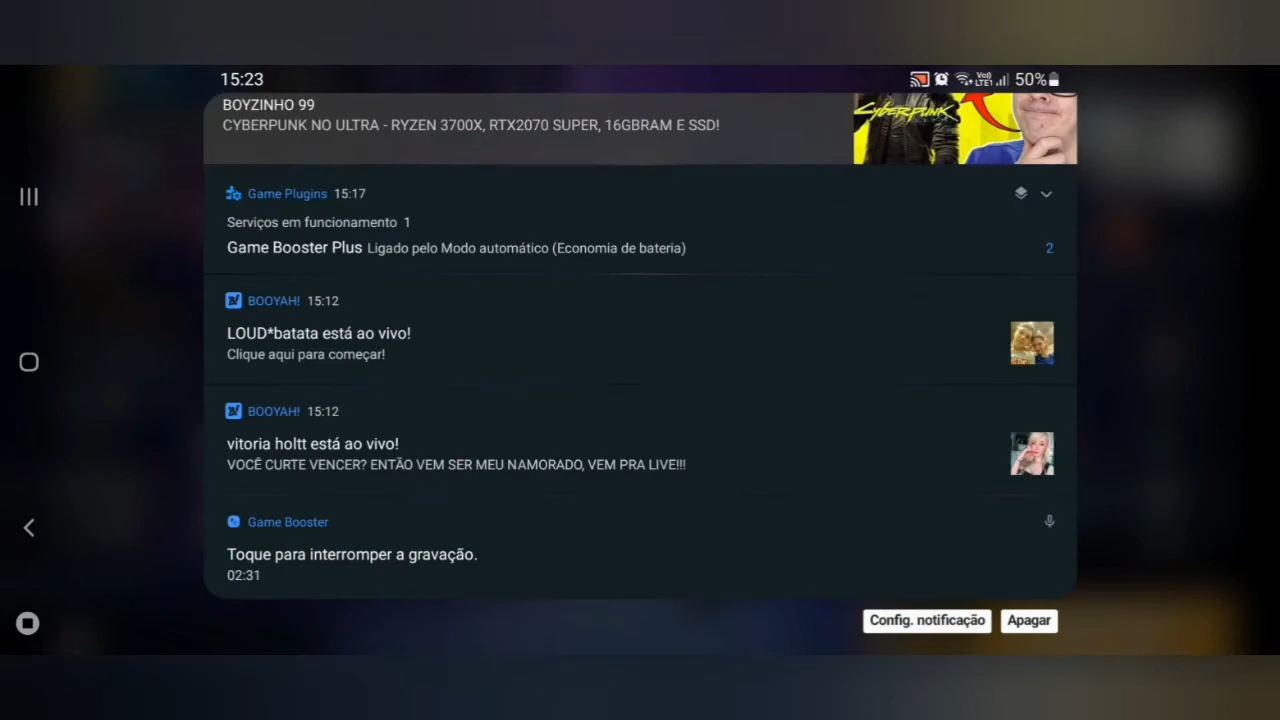 15:23
Vo)) LTE1 50%
BOYZINHO 99
CYBERPUNK NO ULTRA - RYZEN 3700X, RTX2070 SUPER, 16GBRAM E SSD!
CYBERPUNK
Game Plugins 15:17
Serviços em funcionamento 1
Game Booster Plus Ligado pelo Modo automático (Economia de bateria)
2
BOOYAH! 15:12
LOUD*batata está ao vivo!
Clique aqui para começar!
BOOYAH! 15:12
vitoria holtt está ao vivo!
VOCÊ CURTE VENCER? ENTÃO VEM SER MEU NAMORADO, VEM PRA LIVE!!!
Game Booster
Toque para interromper a gravação.
02:31
Config. notificação Apagar